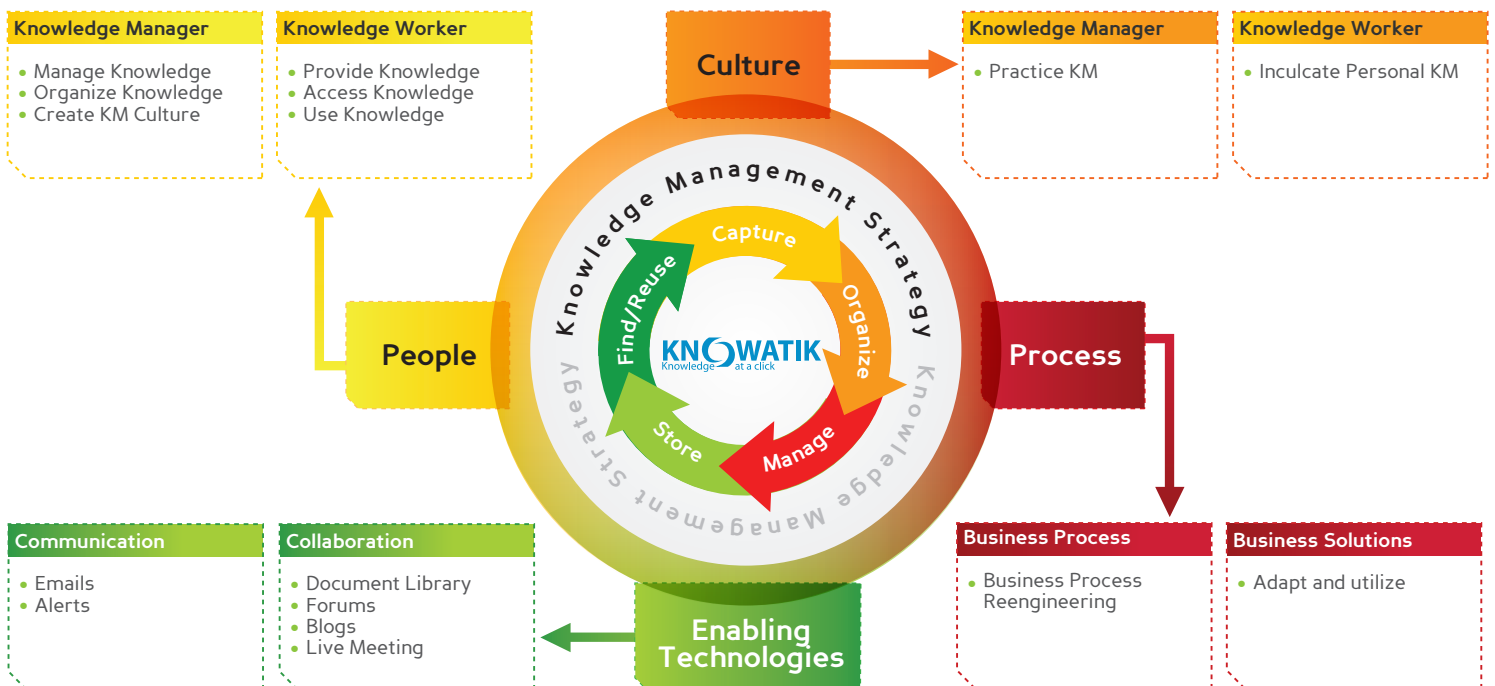 Knowledge Manager
• Manage Knowledge
• Organize Knowledge
• Create KM Culture
Knowledge Worker
• Provide Knowledge
• Access Knowledge
• Use Knowledge
Culture
Knowledge Manager
• Practice KM
Knowledge Worker
• Inculcate Personal KM
Knowledge Management Strategy
Capture
Organize
Manage
Store
Find/Reuse
KNOWATIK
Knowledge at a click
Knowledge Management Strategy
People
Process
Communication
• Emails
• Alerts
Collaboration
• Document Library
• Forums
• Blogs
• Live Meeting
Enabling
Technologies
Business Process
• Business Process
Reengineering
Business Solutions
• Adapt and utilize